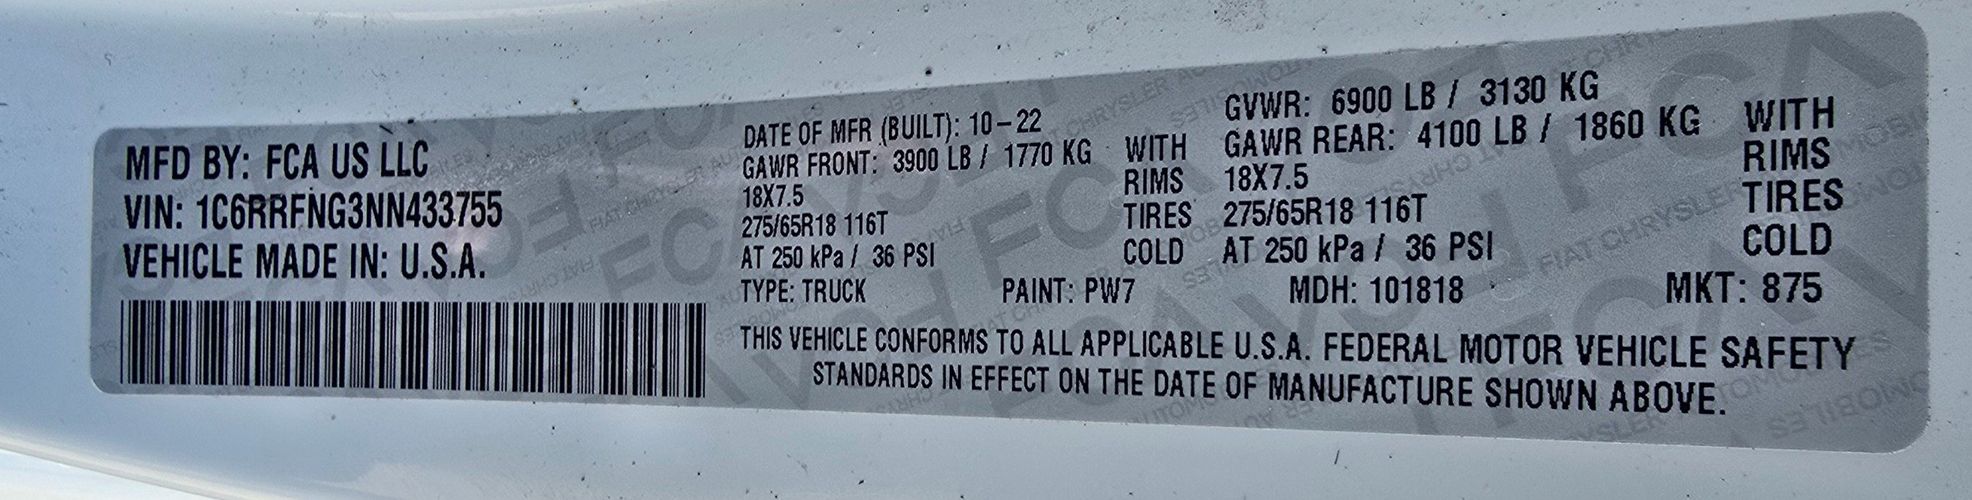 MFD BY: FCA US LLC
VIN: 1C6RRFNG3NN433755
VEHICLE MADE IN: U.S.A.
DATE OF MFR (BUILT): 10-22 GVWR: 6900 LB / 3130 KG
GAWR FRONT: 3900 LB / 1770 KG WITH GAWR REAR: 4100 LB / 1860 KG WITH
18X7.5 RIMS 18X7.5 RIMS
275/65R18 116T TIRES 275/65R18 116T TIRES
AT 250 kPa / 36 PSI COLD AT 250 kPa / 36 PSI COLD
TYPE: TRUCK PAINT: PW7 MDH: 101818 MKT: 875
THIS VEHICLE CONFORMS TO ALL APPLICABLE U.S.A. FEDERAL MOTOR VEHICLE SAFETY
STANDARDS IN EFFECT ON THE DATE OF MANUFACTURE SHOWN ABOVE.